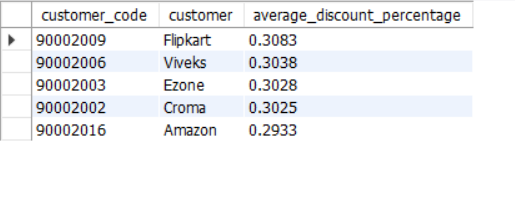 customer_code customer average_discount_percentage
90002009 Flipkart 0.3083
90002006 Viveks 0.3038
90002003 Ezone 0.3028
90002002 Croma 0.3025
90002016 Amazon 0.2933